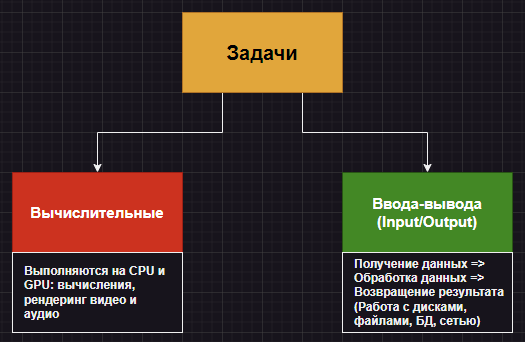 Задачи
Вычислительные
Выполняются на CPU и
GPU: вычисления,
рендеринг видео и
аудио
Ввода-вывода
(Input/Output)
Получение данных =>
Обработка данных =>
Возвращение результата
(Работа с дисками,
файлами, БД, сетью)